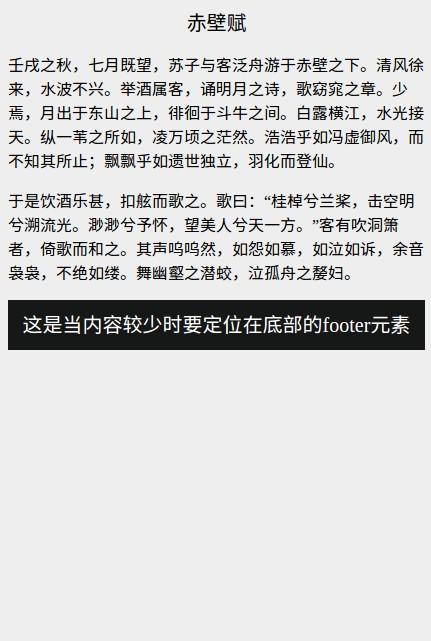 赤壁赋
壬戌之秋，七月既望，苏子与客泛舟游于赤壁之下。清风徐
来，水波不兴。举酒属客，诵明月之诗，歌窈窕之章。少
焉，月出于东山之上，徘徊于斗牛之间。白露横江，水光接
天。纵一苇之所如，凌万顷之茫然。浩浩乎如冯虚御风，而
不知其所止；飘飘乎如遗世独立，羽化而登仙。
于是饮酒乐甚，扣舷而歌之。歌曰：“桂棹兮兰桨，击空明
兮溯流光。渺渺兮予怀，望美人兮天一方。”客有吹洞箫
者，倚歌而和之。其声呜呜然，如怨如慕，如泣如诉，余音
袅袅，不绝如缕。舞幽壑之潜蛟，泣孤舟之嫠妇。
这是当内容较少时要定位在底部的footer元素